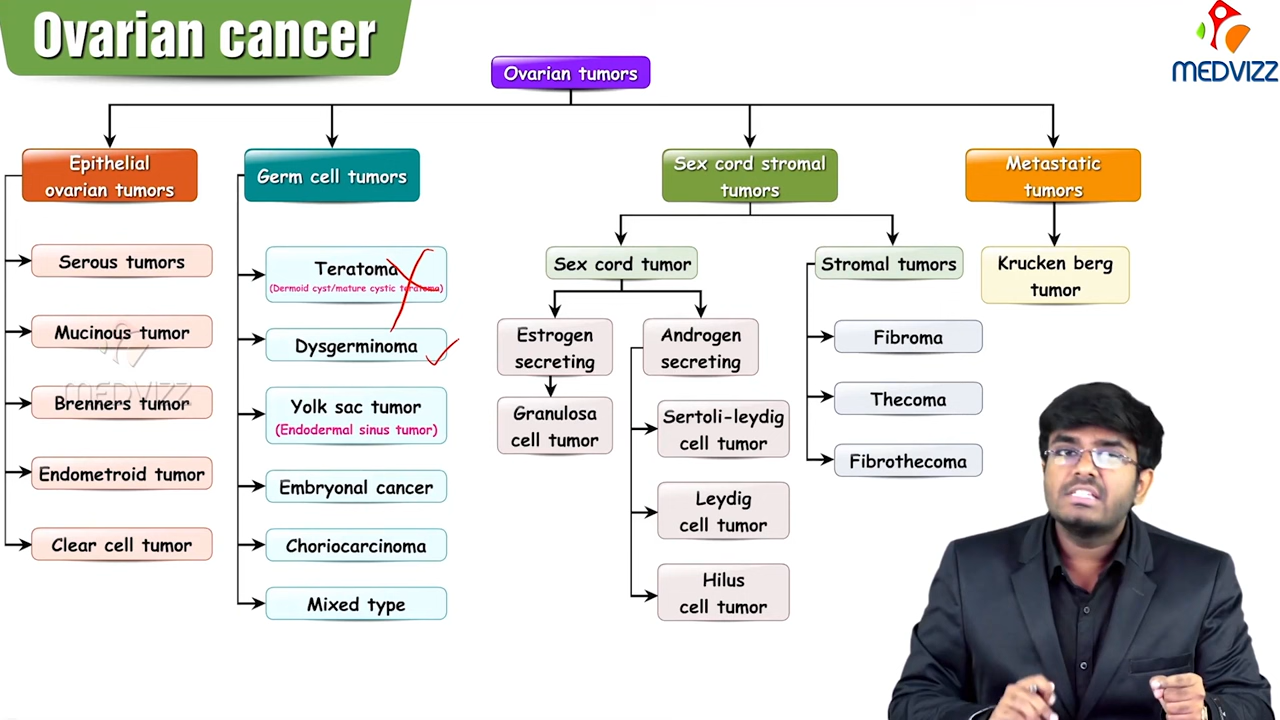 Ovarian cancer
MEDVIZZ
Ovarian tumors
Epithelial
ovarian tumors
Serous tumors
Mucinous tumor
Brenners tumor
Endometroid tumor
Clear cell tumor
Germ cell tumors
Teratoma
(Dermoid cyst/mature cystic teratoma)
Dysgerminoma
Yolk sac tumor
(Endodermal sinus tumor)
Embryonal cancer
Choriocarcinoma
Mixed type
Sex cord stromal
tumors
Sex cord tumor
Estrogen
secreting
Granulosa
cell tumor
Androgen
secreting
Sertoli-leydig
cell tumor
Leydig
cell tumor
Hilus
cell tumor
Stromal tumors
Fibroma
Thecoma
Fibrothecoma
Metastatic
tumors
Krucken berg
tumor
MEDVIZZ